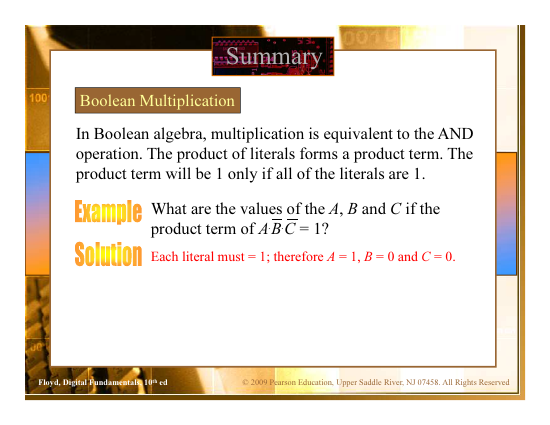 Summary
Boolean Multiplication
In Boolean algebra, multiplication is equivalent to the AND
operation. The product of literals forms a product term. The
product term will be 1 only if all of the literals are 1.
Example
What are the values of the A, B and C if the
product term of A·B̅·C̅ = 1?
Solution
Each literal must = 1; therefore A = 1, B = 0 and C = 0.
Floyd, Digital Fundamentals, 10th ed
© 2009 Pearson Education, Upper Saddle River, NJ 07458. All Rights Reserved